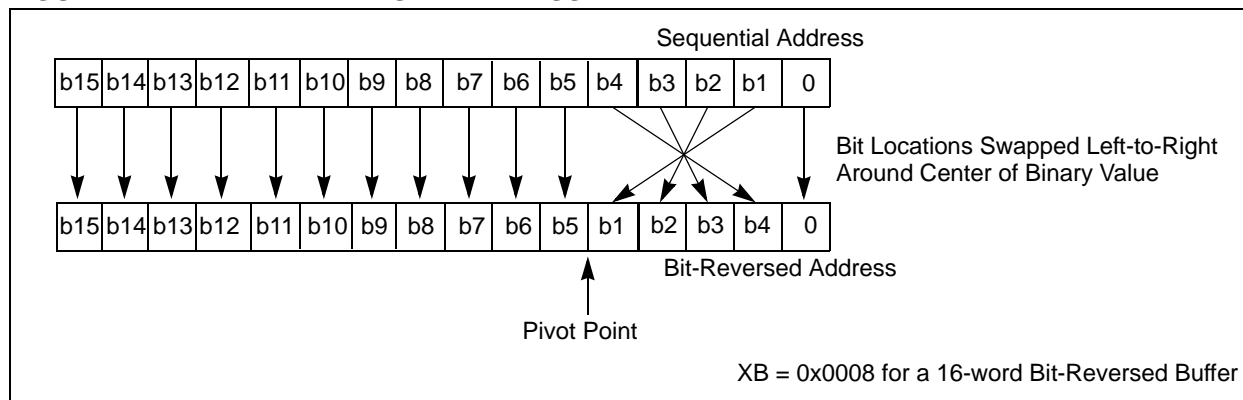 Sequential Address
b15 b14 b13 b12 b11 b10 b9 b8 b7 b6 b5 b4 b3 b2 b1 0
Bit Locations Swapped Left-to-Right
Around Center of Binary Value
b15 b14 b13 b12 b11 b10 b9 b8 b7 b6 b5 b1 b2 b3 b4 0
Bit-Reversed Address
Pivot Point
XB = 0x0008 for a 16-word Bit-Reversed Buffer